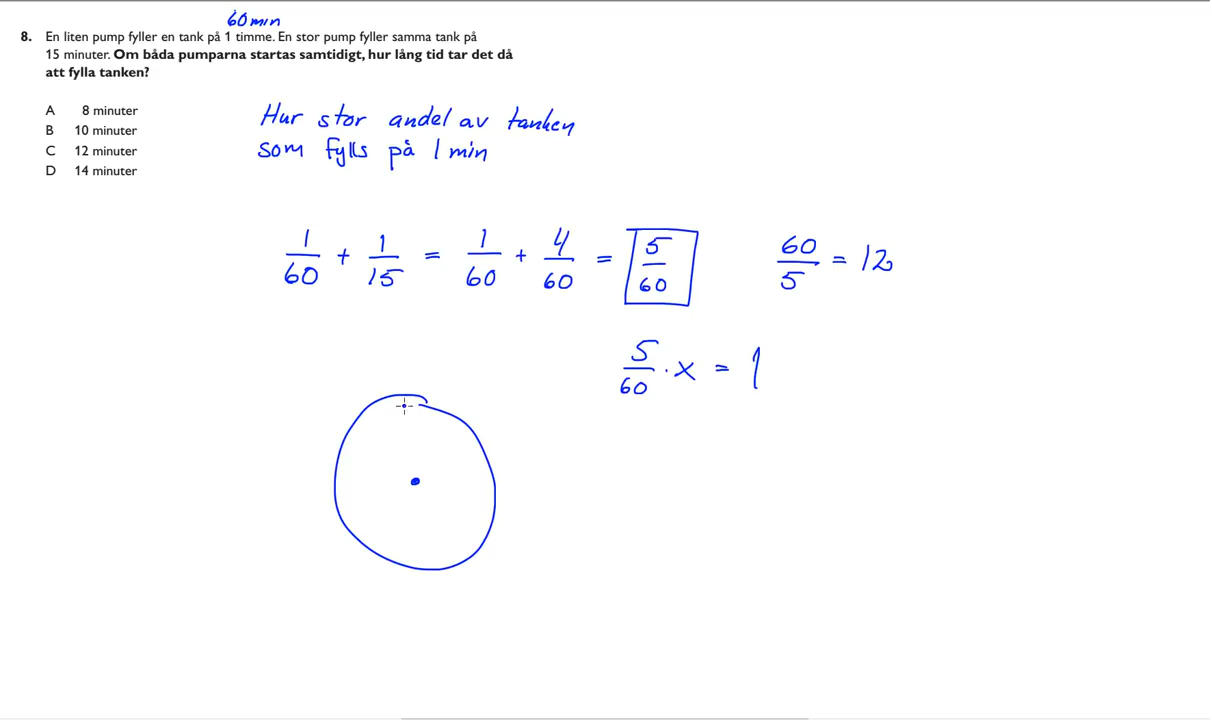 60 min
8. En liten pump fyller en tank på 1 timme. En stor pump fyller samma tank på
15 minuter. Om båda pumparna startas samtidigt, hur lång tid tar det då
att fylla tanken?
A 8 minuter
B 10 minuter
C 12 minuter
D 14 minuter
Hur stor andel av tanken
som fylls på 1 min
1/60 + 1/15 = 1/60 + 4/60 = 5/60
60/5 = 12
5/60 · x = 1